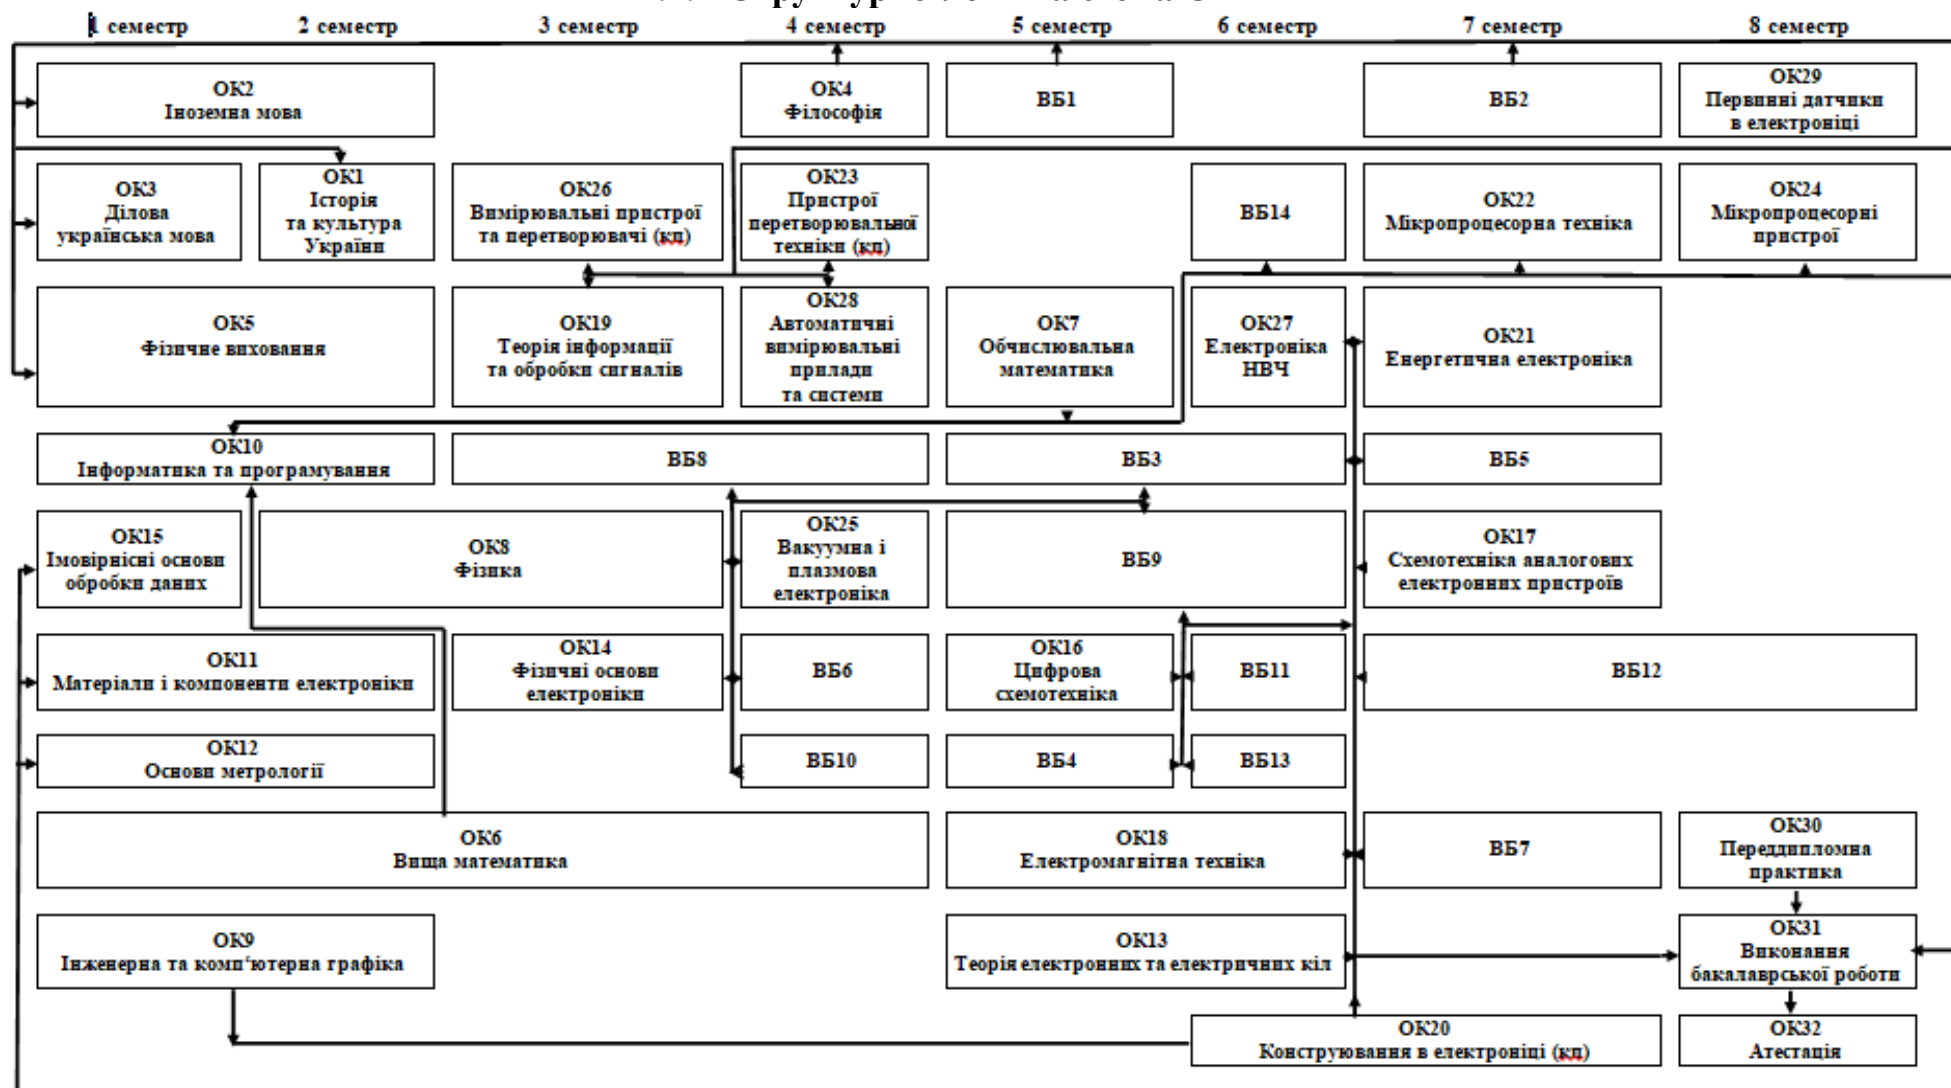 1 семестр 2 семестр 3 семестр 4 семестр 5 семестр 6 семестр 7 семестр 8 семестр
ОК2
Іноземна мова
ОК4
Філософія
ВБ1
ВБ2
ОК29
Первинні датчики
в електроніці
ОК3
Ділова
українська мова
ОК1
Історія
та культура
України
ОК26
Вимірювальні пристрої
та перетворювачі (кп)
ОК23
Пристрої
перетворювальної
техніки (кп)
ВБ14
ОК22
Мікропроцесорна техніка
ОК24
Мікропроцесорні
пристрої
ОК5
Фізичне виховання
ОК19
Теорія інформації
та обробки сигналів
ОК28
Автоматичні
вимірювальні
прилади
та системи
ОК7
Обчислювальна
математика
ОК27
Електроніка
НВЧ
ОК21
Енергетична електроніка
ОК10
Інформатика та програмування
ВБ8
ВБ3
ВБ5
ОК15
Імовірнісні основи
обробки даних
ОК8
Фізика
ОК25
Вакуумна і
плазмова
електроніка
ВБ9
ОК17
Схемотехніка аналогових
електронних пристроїв
ОК11
Матеріали і компоненти електроніки
ОК14
Фізичні основи
електроніки
ВБ6
ОК16
Цифрова
схемотехніка
ВБ11
ВБ12
ОК12
Основи метрології
ВБ10
ВБ4
ВБ13
ОК6
Вища математика
ОК18
Електромагнітна техніка
ВБ7
ОК30
Переддипломна
практика
ОК9
Інженерна та комп'ютерна графіка
ОК13
Теорія електронних та електричних кіл
ОК31
Виконання
бакалаврської роботи
ОК20
Конструювання в електроніці (кп)
ОК32
Атестація